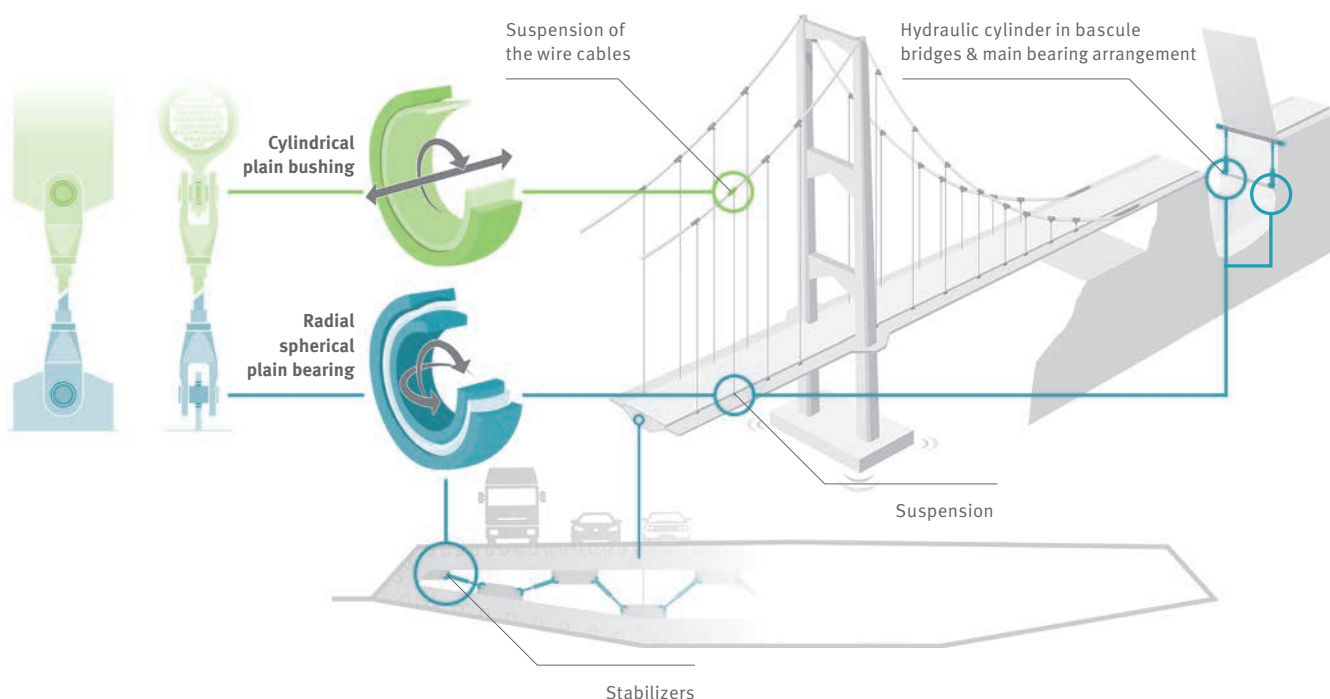 Suspension of
the wire cables
Hydraulic cylinder in bascule
bridges & main bearing arrangement
Cylindrical
plain bushing
Radial
spherical
plain bearing
Suspension
Stabilizers